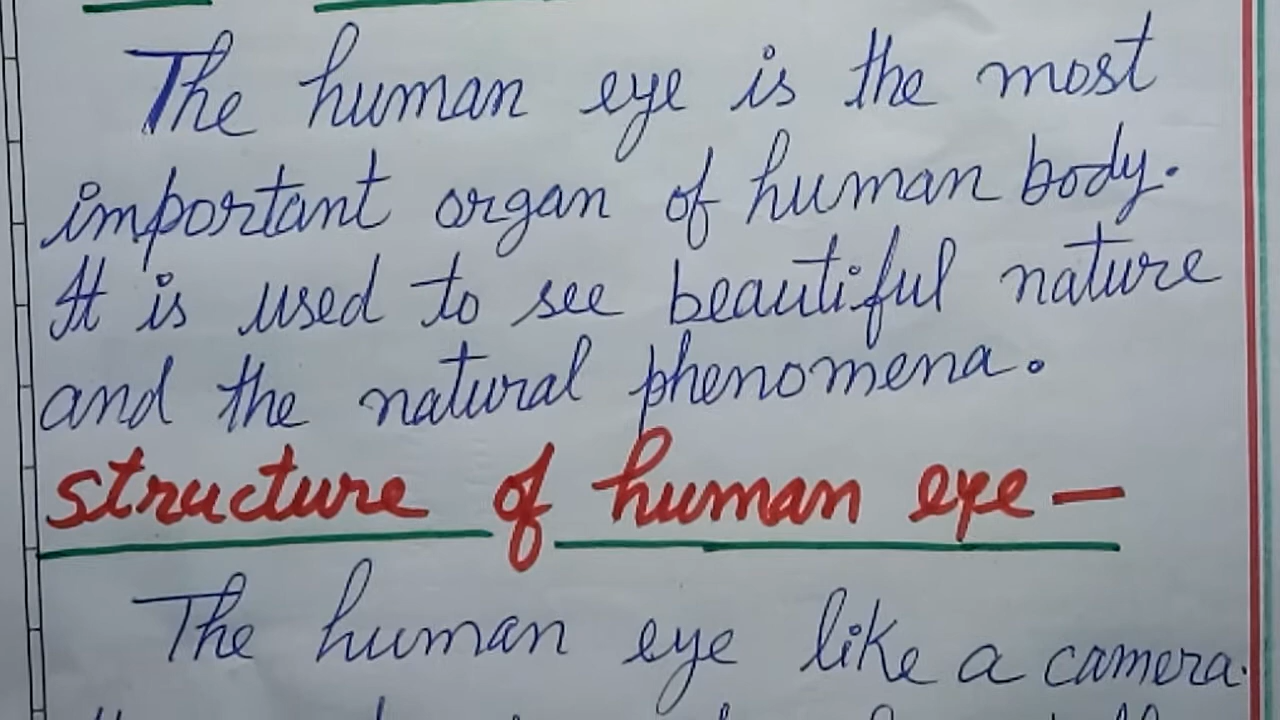 The human eye is the most
important organ of human body.
It is used to see beautiful nature
and the natural phenomena.
structure of human eye—
The human eye like a camera.